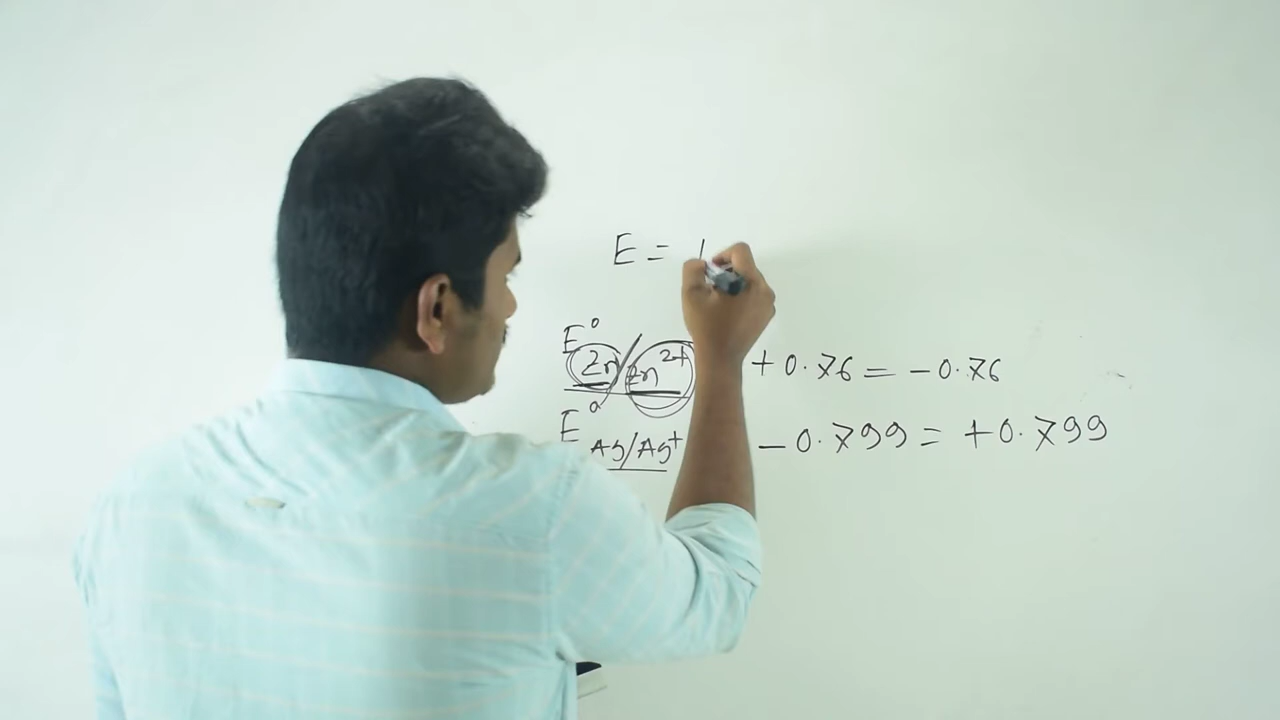 E =
E° Zn/Zn²⁺ +0.76 = -0.76
E° Ag/Ag⁺ -0.799 = +0.799